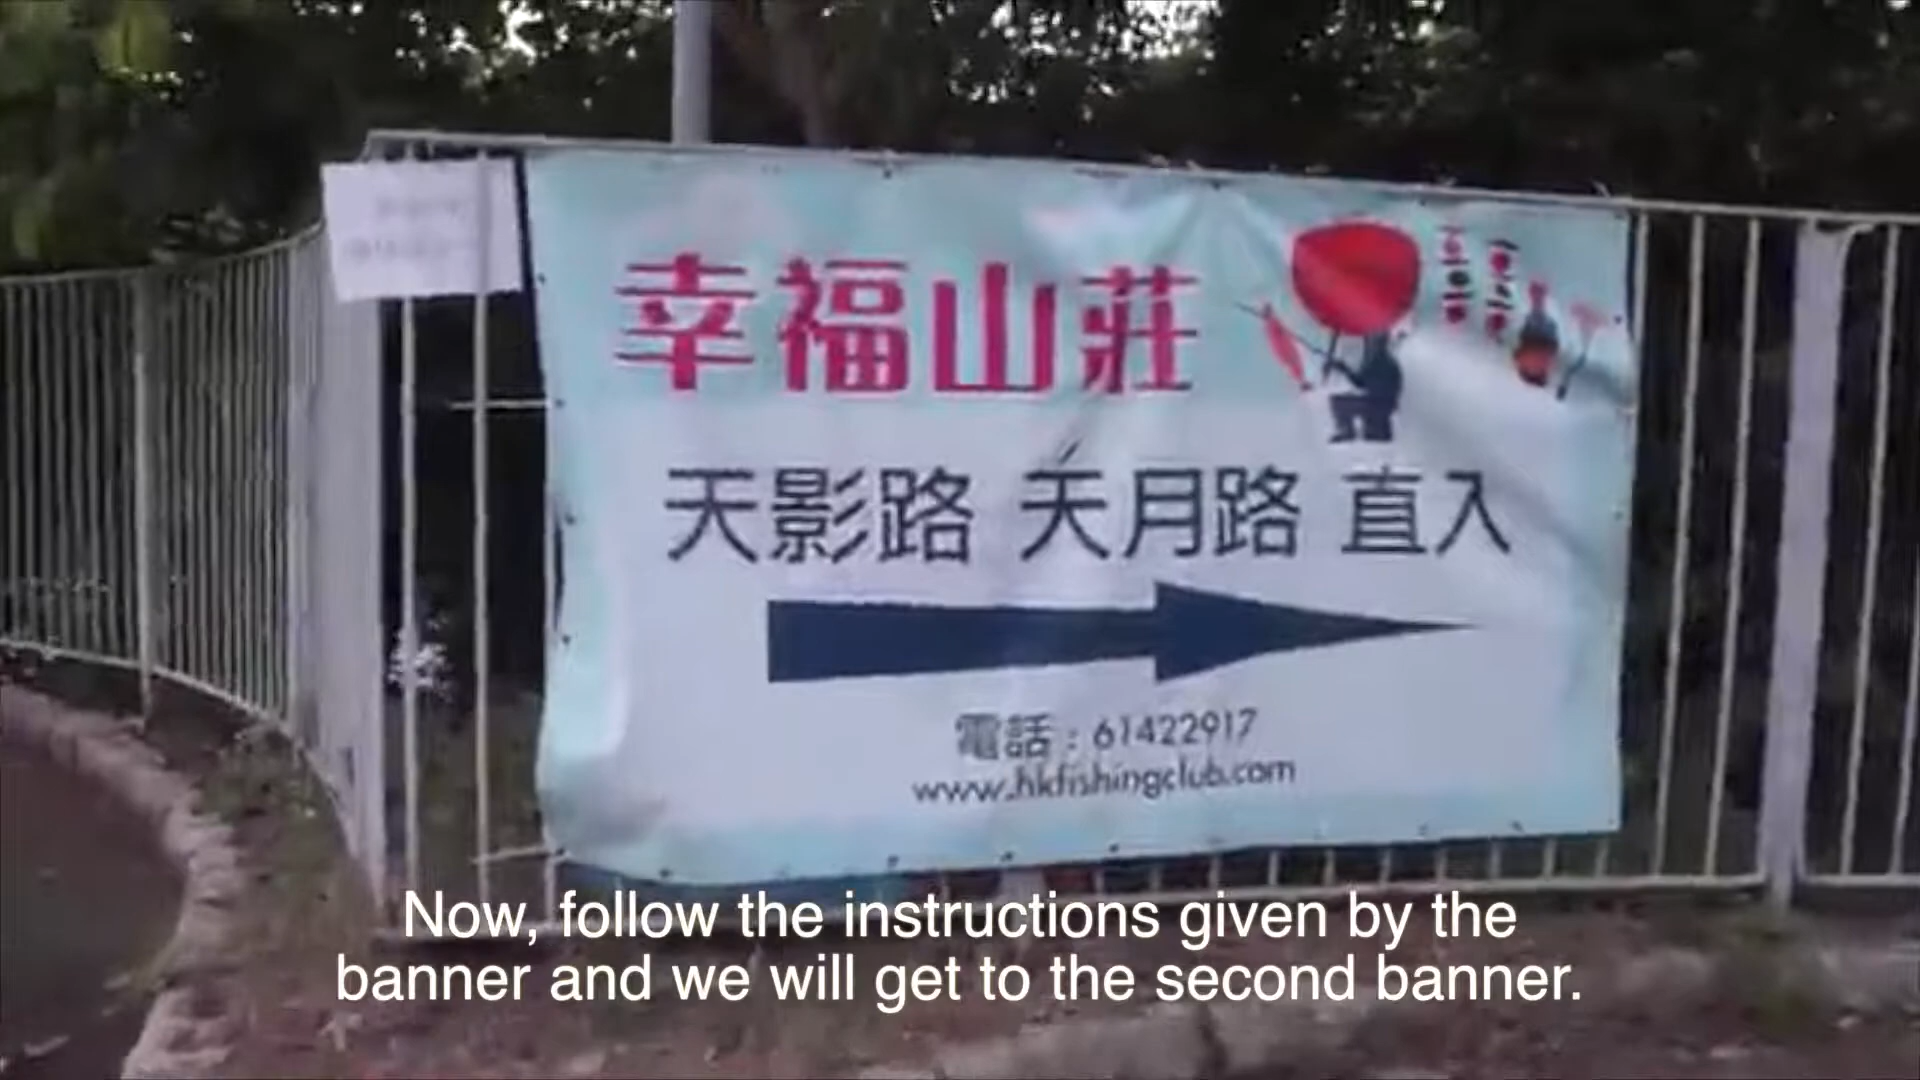 幸福山莊
天影路 天月路 直入
電話：61422917
www.hkfishingclub.com
Now, follow the instructions given by the
banner and we will get to the second banner.